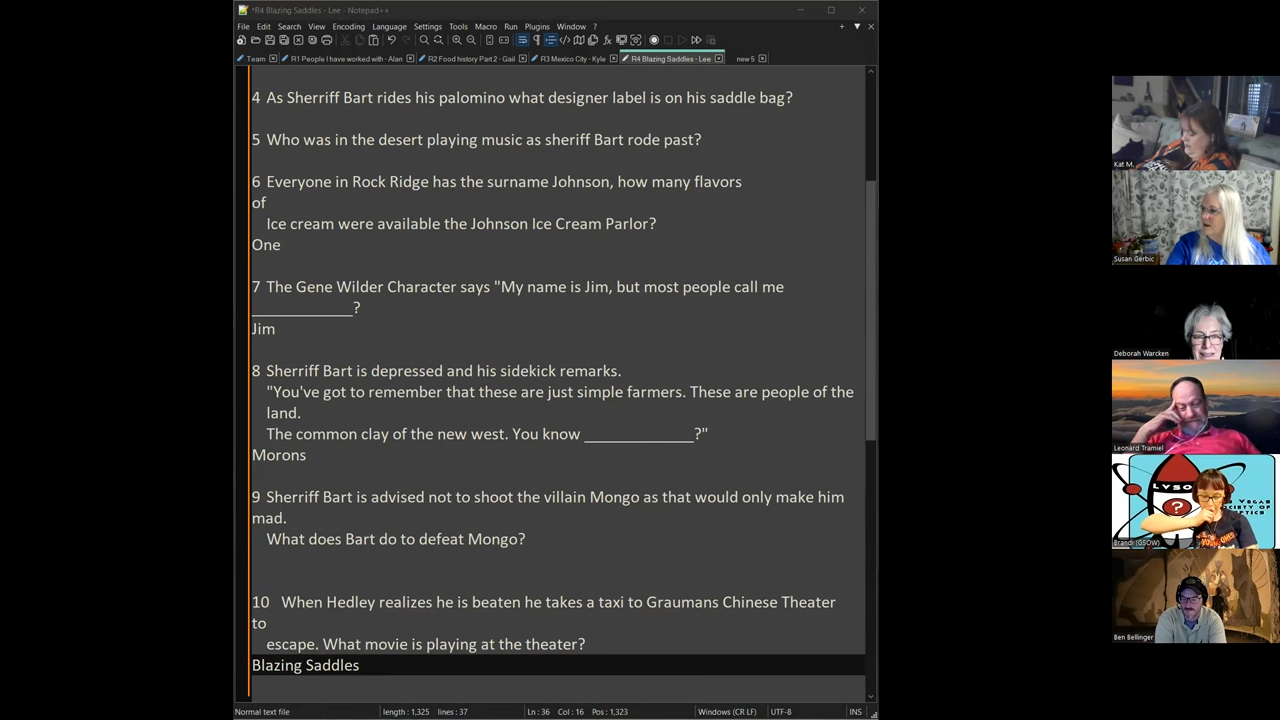 *R4 Blazing Saddles - Lee - Notepad++
File Edit Search View Encoding Language Settings Tools Macro Run Plugins Window ?
Team R1 People I have worked with - Alan R2 Food history Part 2 - Gail R3 Mexico City - Kyle R4 Blazing Saddles - Lee new 5
4 As Sherriff Bart rides his palomino what designer label is on his saddle bag?
5 Who was in the desert playing music as sheriff Bart rode past?
6 Everyone in Rock Ridge has the surname Johnson, how many flavors
of
Ice cream were available the Johnson Ice Cream Parlor?
One
7 The Gene Wilder Character says "My name is Jim, but most people call me
____________?
Jim
8 Sherriff Bart is depressed and his sidekick remarks.
"You've got to remember that these are just simple farmers. These are people of the
land.
The common clay of the new west. You know _____________?"
Morons
9 Sherriff Bart is advised not to shoot the villain Mongo as that would only make him
mad.
What does Bart do to defeat Mongo?
10 When Hedley realizes he is beaten he takes a taxi to Graumans Chinese Theater
to
escape. What movie is playing at the theater?
Blazing Saddles
Normal text file length : 1,325 lines : 37 Ln : 36 Col : 16 Pos : 1,323 Windows (CR LF) UTF-8 INS
Kat M.
Susan Gerbic
Deborah Warcken
Leonard Tramiel
LYSO
?
Brandi (GSOW)
Ben Bellinger